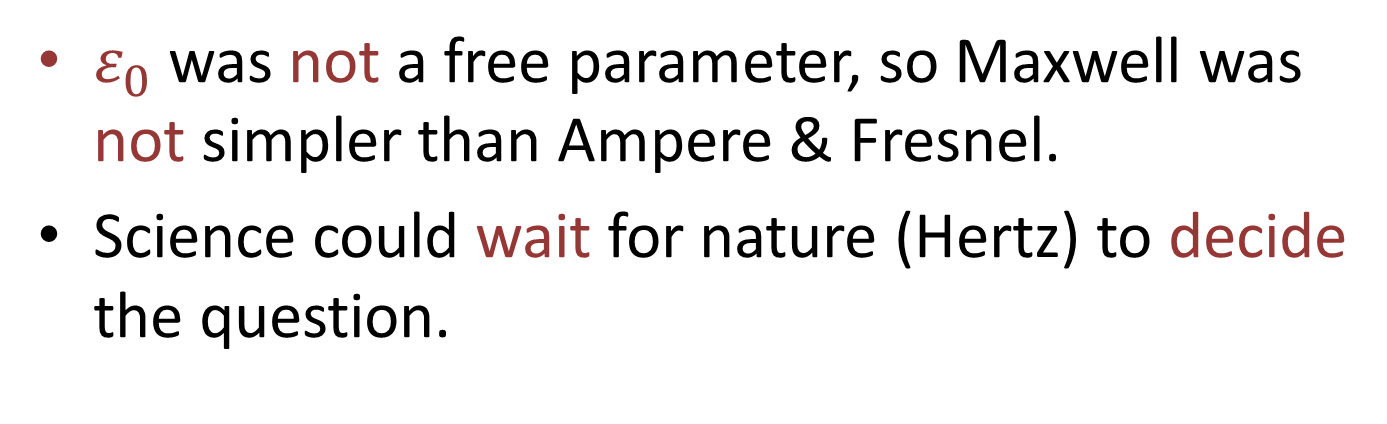 • 𝜀₀ was not a free parameter, so Maxwell was
not simpler than Ampere & Fresnel.
• Science could wait for nature (Hertz) to decide
the question.